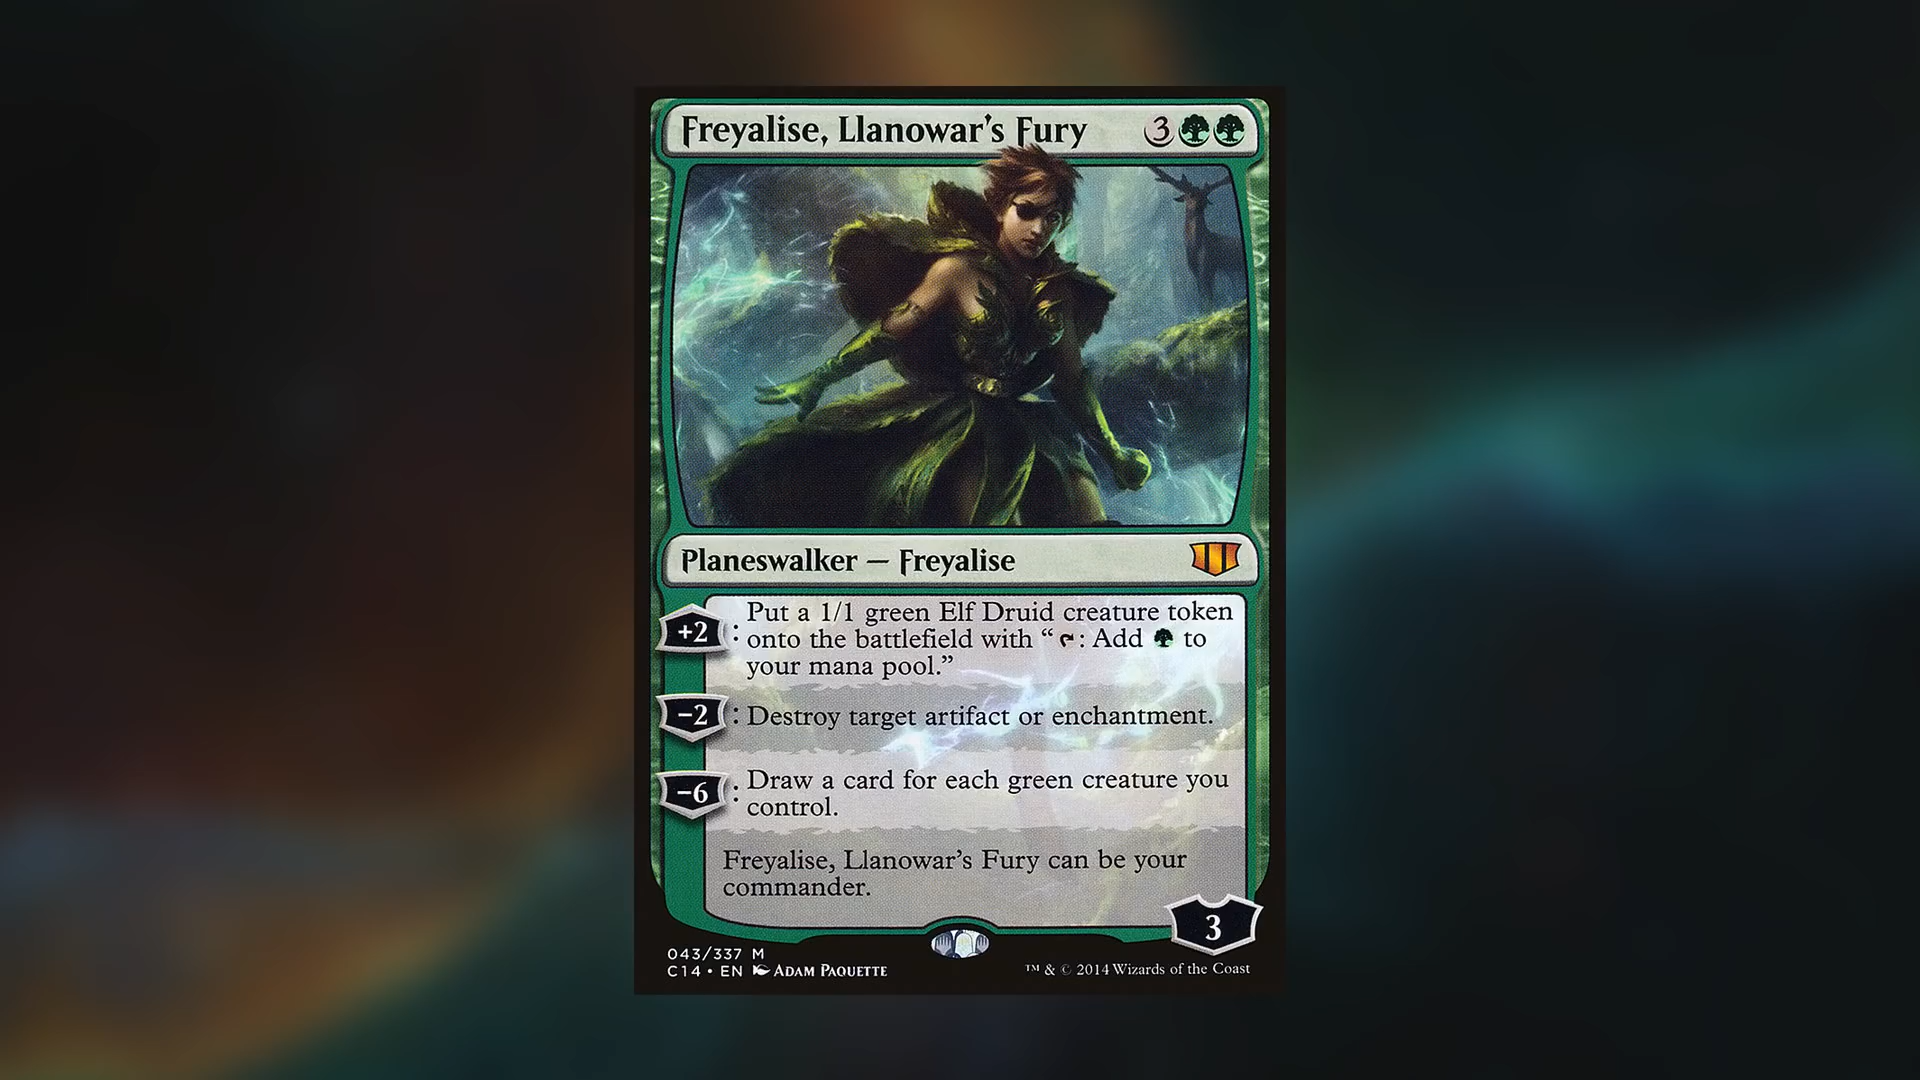 Freyalise, Llanowar's Fury 3
Planeswalker — Freyalise
+2 : Put a 1/1 green Elf Druid creature token
onto the battlefield with “ : Add to
your mana pool.”
−2 : Destroy target artifact or enchantment.
−6 : Draw a card for each green creature you
control.
Freyalise, Llanowar's Fury can be your
commander.
3
043/337 M
C14 • EN Adam Paquette
™ & © 2014 Wizards of the Coast